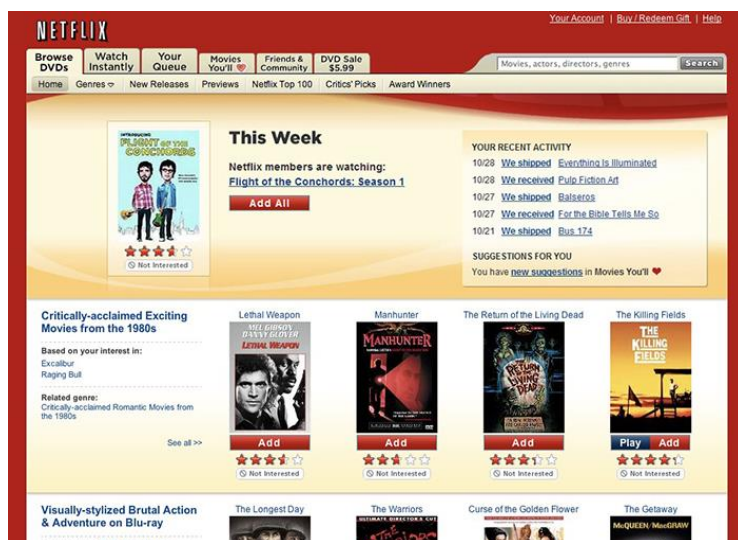 Your Account | Buy / Redeem Gift | Help
NETFLIX
Browse DVDs
Watch Instantly
Your Queue
Movies You'll ♥
Friends & Community
DVD Sale $5.99
Movies, actors, directors, genres
Search
Home Genres New Releases Previews Netflix Top 100 Critics' Picks Award Winners
INTRODUCING
FLIGHT OF THE
CONCHORDS
Not Interested
This Week
Netflix members are watching:
Flight of the Conchords: Season 1
Add All
YOUR RECENT ACTIVITY
10/28 We shipped Everything Is Illuminated
10/28 We received Pulp Fiction Art
10/27 We shipped Balseros
10/27 We received For the Bible Tells Me So
10/21 We shipped Bus 174
SUGGESTIONS FOR YOU
You have new suggestions in Movies You'll ♥
Critically-acclaimed Exciting
Movies from the 1980s
Based on your interest in:
Excalibur
Raging Bull
Related genre:
Critically-acclaimed Romantic Movies from
the 1980s
See all >>
Lethal Weapon
MEL GIBSON
DANNY GLOVER
LETHAL WEAPON
Add
Not Interested
Manhunter
MANHUNTER
Add
Not Interested
The Return of the Living Dead
RETURN
OF THE
LIVING
DEAD
Add
Not Interested
The Killing Fields
THE
KILLING
FIELDS
Play Add
Not Interested
Visually-stylized Brutal Action
& Adventure on Blu-ray
The Longest Day
The Warriors
ULTIMATE DIRECTOR'S CUT
Curse of the Golden Flower
The Getaway
McQUEEN/MacGRAW